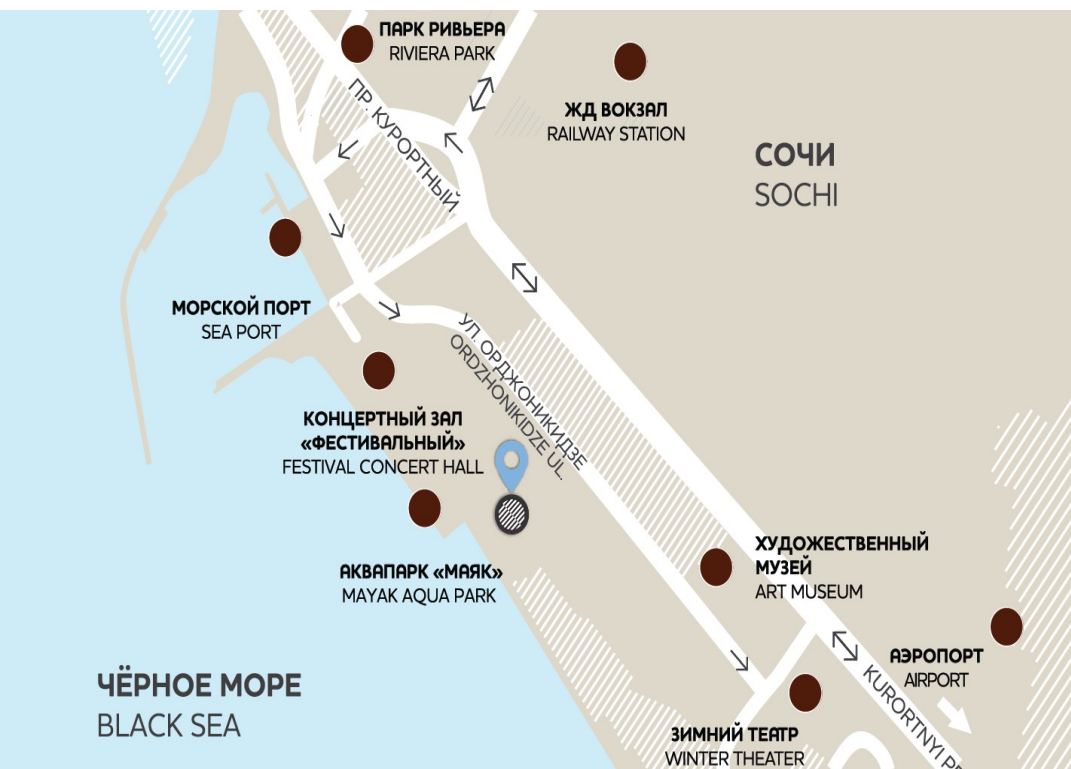 ПАРК РИВЬЕРА
RIVIERA PARK
ЖД ВОКЗАЛ
RAILWAY STATION
СОЧИ
SOCHI
ПР. КУРОРТНЫЙ
МОРСКОЙ ПОРТ
SEA PORT
УЛ. ОРДЖОНИКИДЗЕ
ORDZHONIKIDZE UL.
КОНЦЕРТНЫЙ ЗАЛ
«ФЕСТИВАЛЬНЫЙ»
FESTIVAL CONCERT HALL
АКВАПАРК «МАЯК»
MAYAK AQUA PARK
ХУДОЖЕСТВЕННЫЙ
МУЗЕЙ
ART MUSEUM
АЭРОПОРТ
AIRPORT
KURORTNYI
ЧЁРНОЕ МОРЕ
BLACK SEA
ЗИМНИЙ ТЕАТР
WINTER THEATER